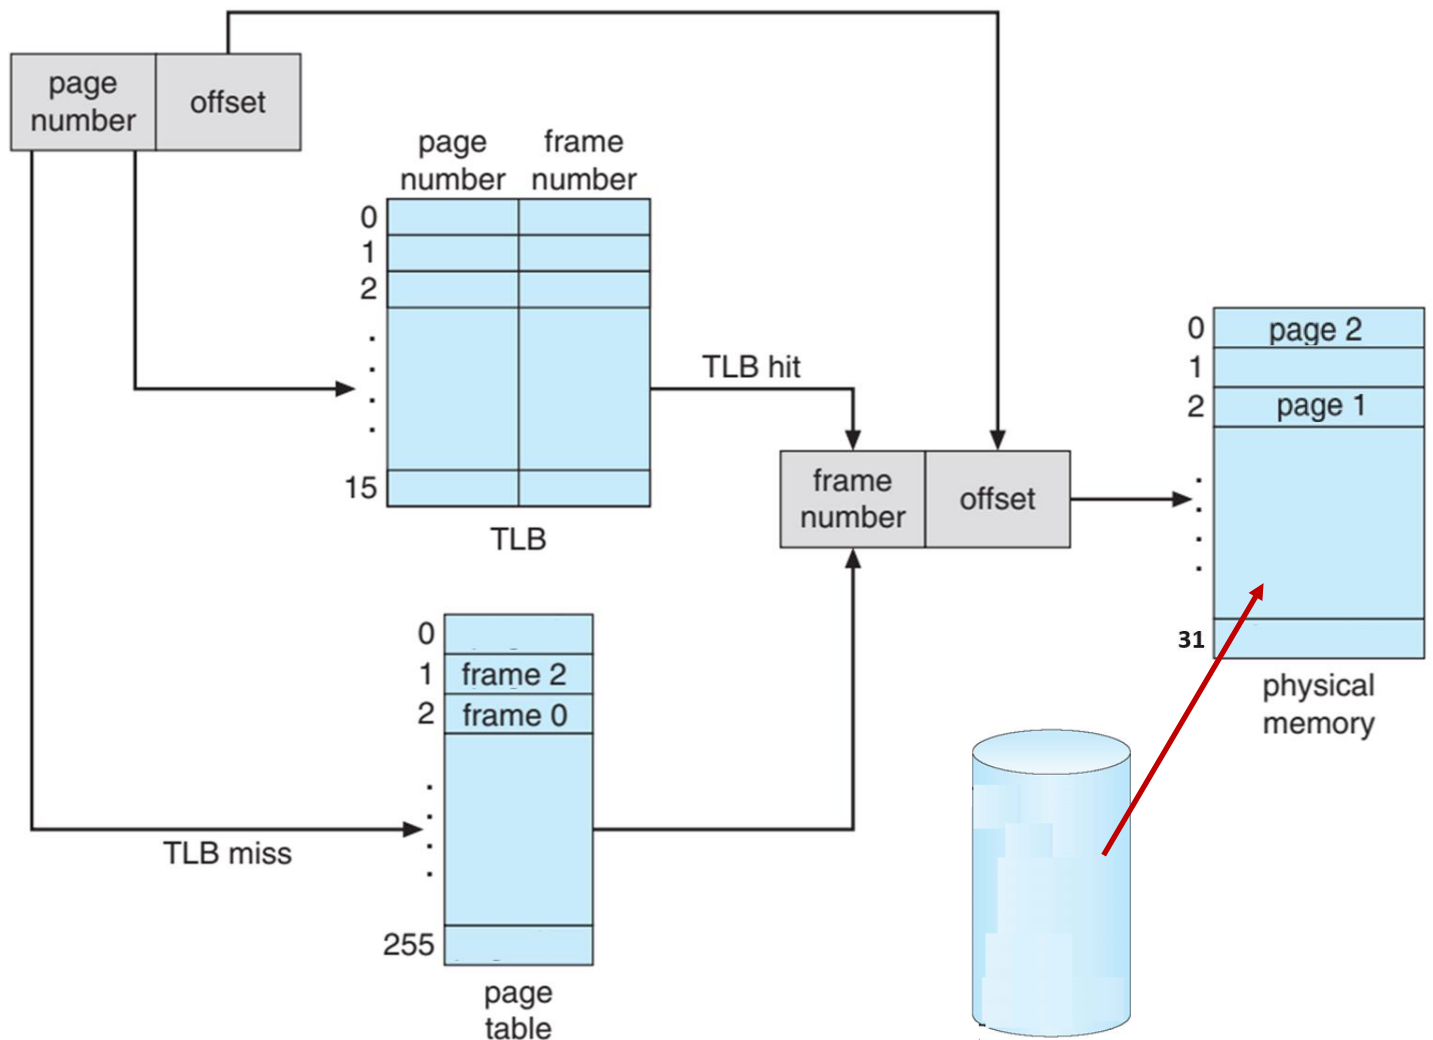 page
number
offset
page
number
frame
number
0
1
2
15
TLB
TLB hit
frame
number
offset
0
page 2
1
2
page 1
31
physical
memory
0
1
frame 2
2
frame 0
255
page
table
TLB miss